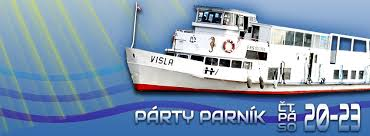 VISLA
PÁRTY PARNÍK ČT PÁ SO 20-23